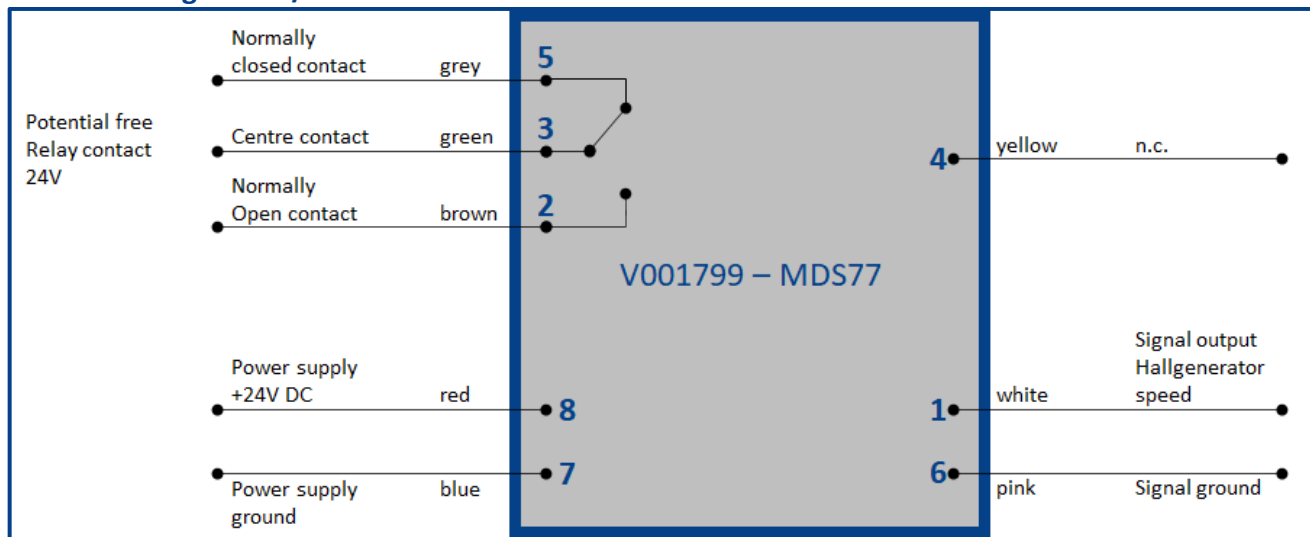 Normally
closed contact grey 5
Potential free
Relay contact
24V
Centre contact green 3
Normally
Open contact brown 2
4 yellow n.c.
V001799 – MDS77
Power supply
+24V DC red 8
Signal output
Hallgenerator
1 white speed
Power supply blue 7
ground
6 pink Signal ground